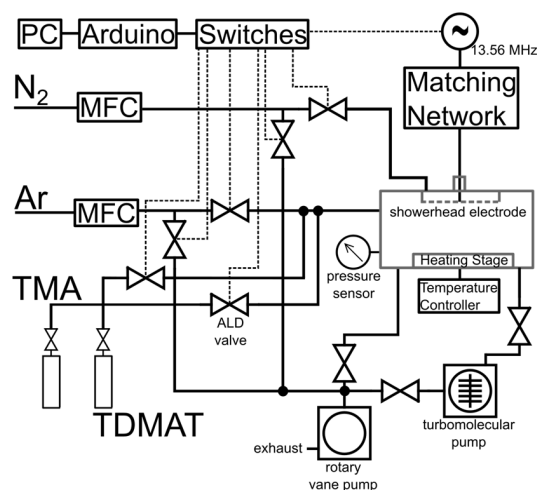 PC
Arduino
Switches
~
13.56 MHz
N2
MFC
Matching
Network
Ar
MFC
showerhead electrode
Heating Stage
pressure
sensor
Temperature
Controller
TMA
ALD
valve
TDMAT
turbomolecular
pump
exhaust
rotary
vane pump